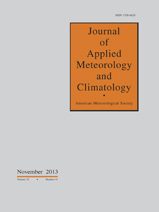 Journal
of
Applied
Meteorology
and
Climatology
American Meteorological Society
November 2013